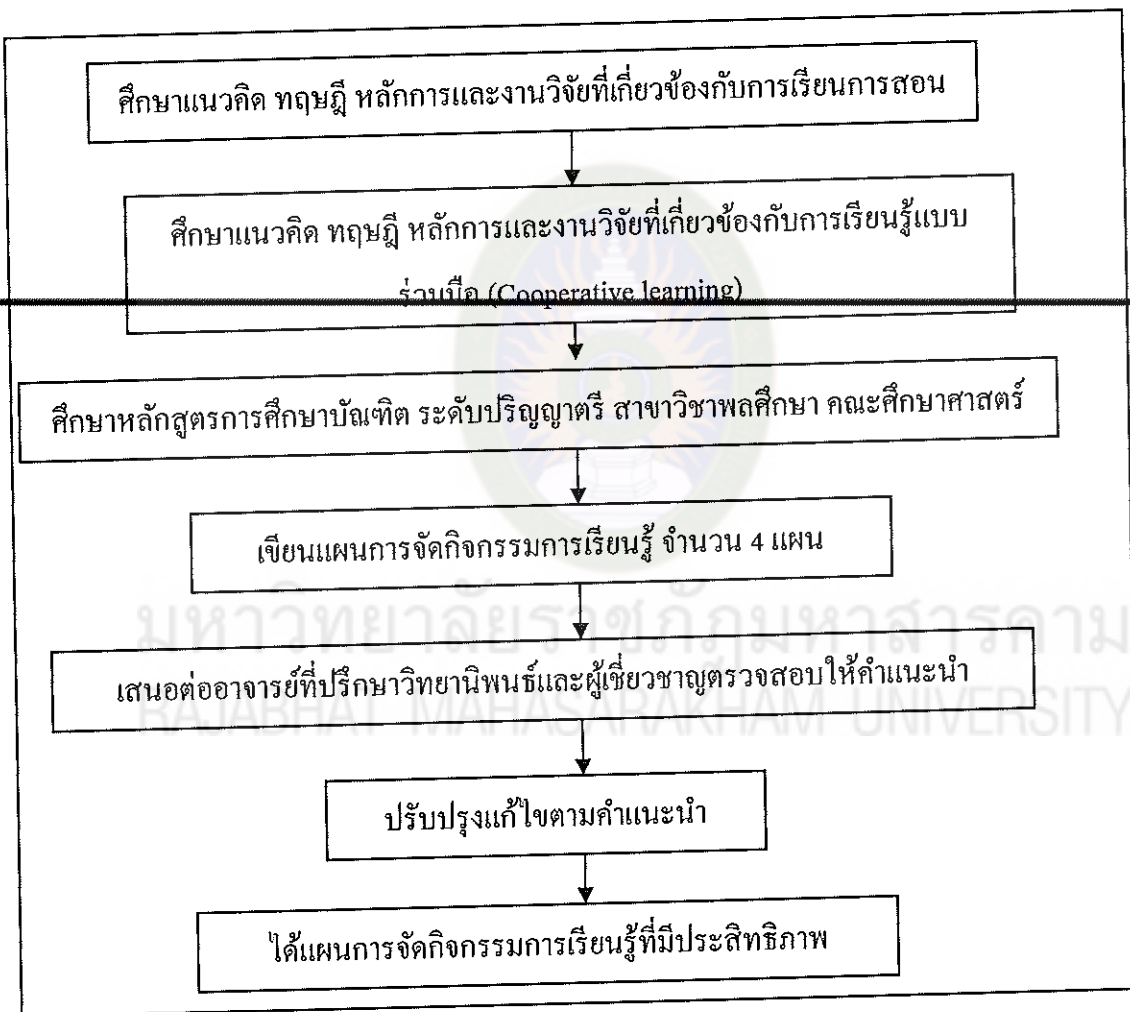 ศึกษาแนวคิด ทฤษฎี หลักการและงานวิจัยที่เกี่ยวข้องกับการเรียนการสอน
ศึกษาแนวคิด ทฤษฎี หลักการและงานวิจัยที่เกี่ยวข้องกับการเรียนรู้แบบ
ร่วมมือ (Cooperative learning)
ศึกษาหลักสูตรการศึกษาบัณฑิต ระดับปริญญาตรี สาขาวิชาพลศึกษา คณะศึกษาศาสตร์
เขียนแผนการจัดกิจกรรมการเรียนรู้ จำนวน 4 แผน
มหาวิทยาลัยราชภัฏมหาสารคาม
เสนอต่ออาจารย์ที่ปรึกษาวิทยานิพนธ์และผู้เชี่ยวชาญตรวจสอบให้คำแนะนำ
RAJABHAT MAHASARAKHAM UNIVERSITY
ปรับปรุงแก้ไขตามคำแนะนำ
ได้แผนการจัดกิจกรรมการเรียนรู้ที่มีประสิทธิภาพ